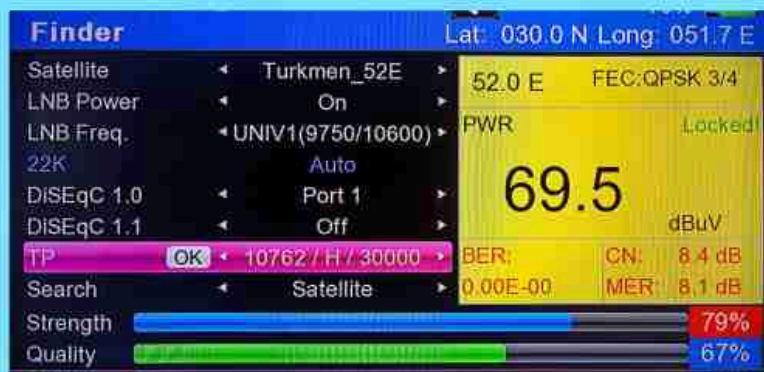 Finder
Lat: 030.0 N Long: 051.7 E
Satellite Turkmen_52E
LNB Power On
LNB Freq. UNIV1(9750/10600)
22K Auto
DiSEqC 1.0 Port 1
DiSEqC 1.1 Off
TP OK 10762 / H / 30000
Search Satellite
52.0 E FEC:QPSK 3/4
PWR Locked!
69.5
dBuV
BER: CN: 8.4 dB
0.00E-00 MER: 8.1 dB
Strength 79%
Quality 67%